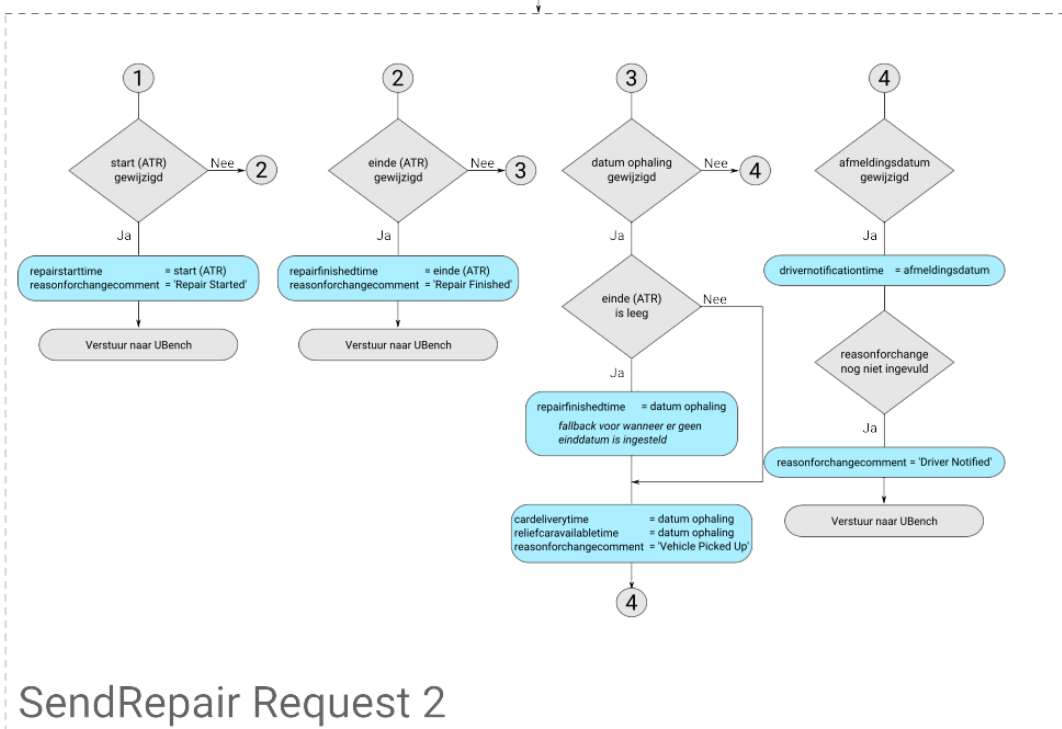 1
start (ATR)
gewijzigd
Nee
2
Ja
repairstarttime = start (ATR)
reasonforchangecomment = 'Repair Started'
Verstuur naar UBench
2
einde (ATR)
gewijzigd
Nee
3
Ja
repairfinishedtime = einde (ATR)
reasonforchangecomment = 'Repair Finished'
Verstuur naar UBench
3
datum ophaling
gewijzigd
Nee
4
Ja
einde (ATR)
is leeg
Nee
Ja
repairfinishedtime = datum ophaling
fallback voor wanneer er geen
einddatum is ingesteld
cardeliverytime = datum ophaling
reliefcaravailabletime = datum ophaling
reasonforchangecomment = 'Vehicle Picked Up'
4
4
afmeldingsdatum
gewijzigd
Ja
drivernotificationtime = afmeldingsdatum
reasonforchange
nog niet ingevuld
Ja
reasonforchangecomment = 'Driver Notified'
Verstuur naar UBench
SendRepair Request 2